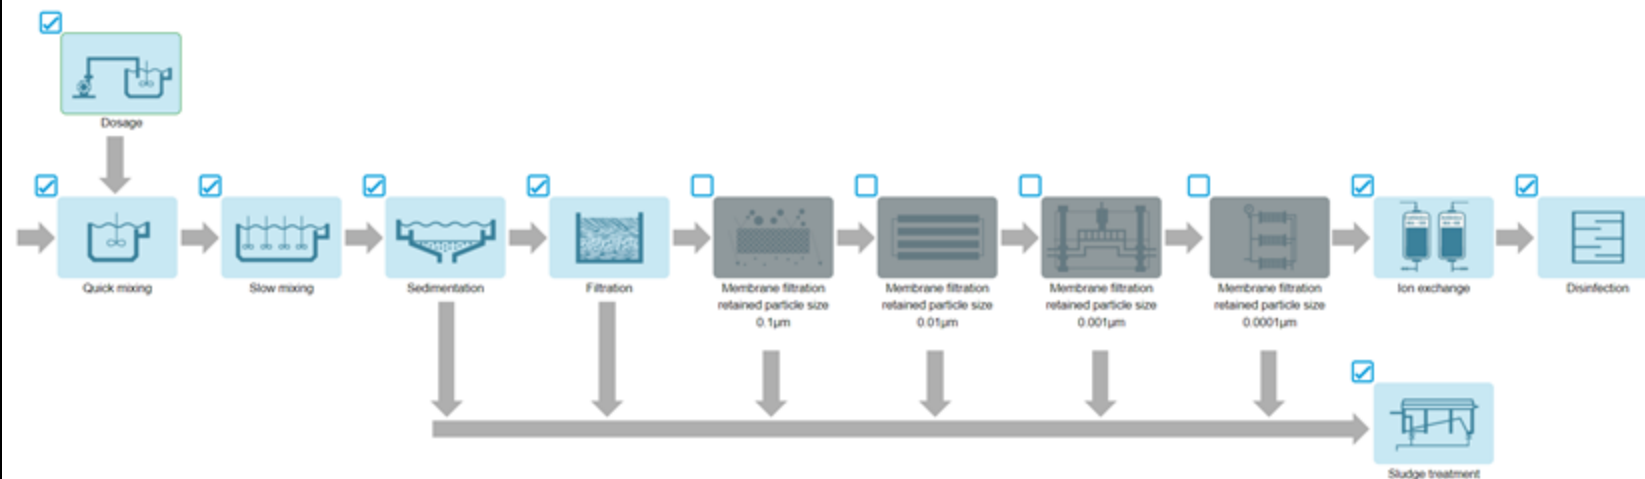 Dosage
Quick mixing
Slow mixing
Sedimentation
Filtration
Membrane filtration
retained particle size
0.1µm
Membrane filtration
retained particle size
0.01µm
Membrane filtration
retained particle size
0.001µm
Membrane filtration
retained particle size
0.0001µm
Ion exchange
Disinfection
Sludge treatment